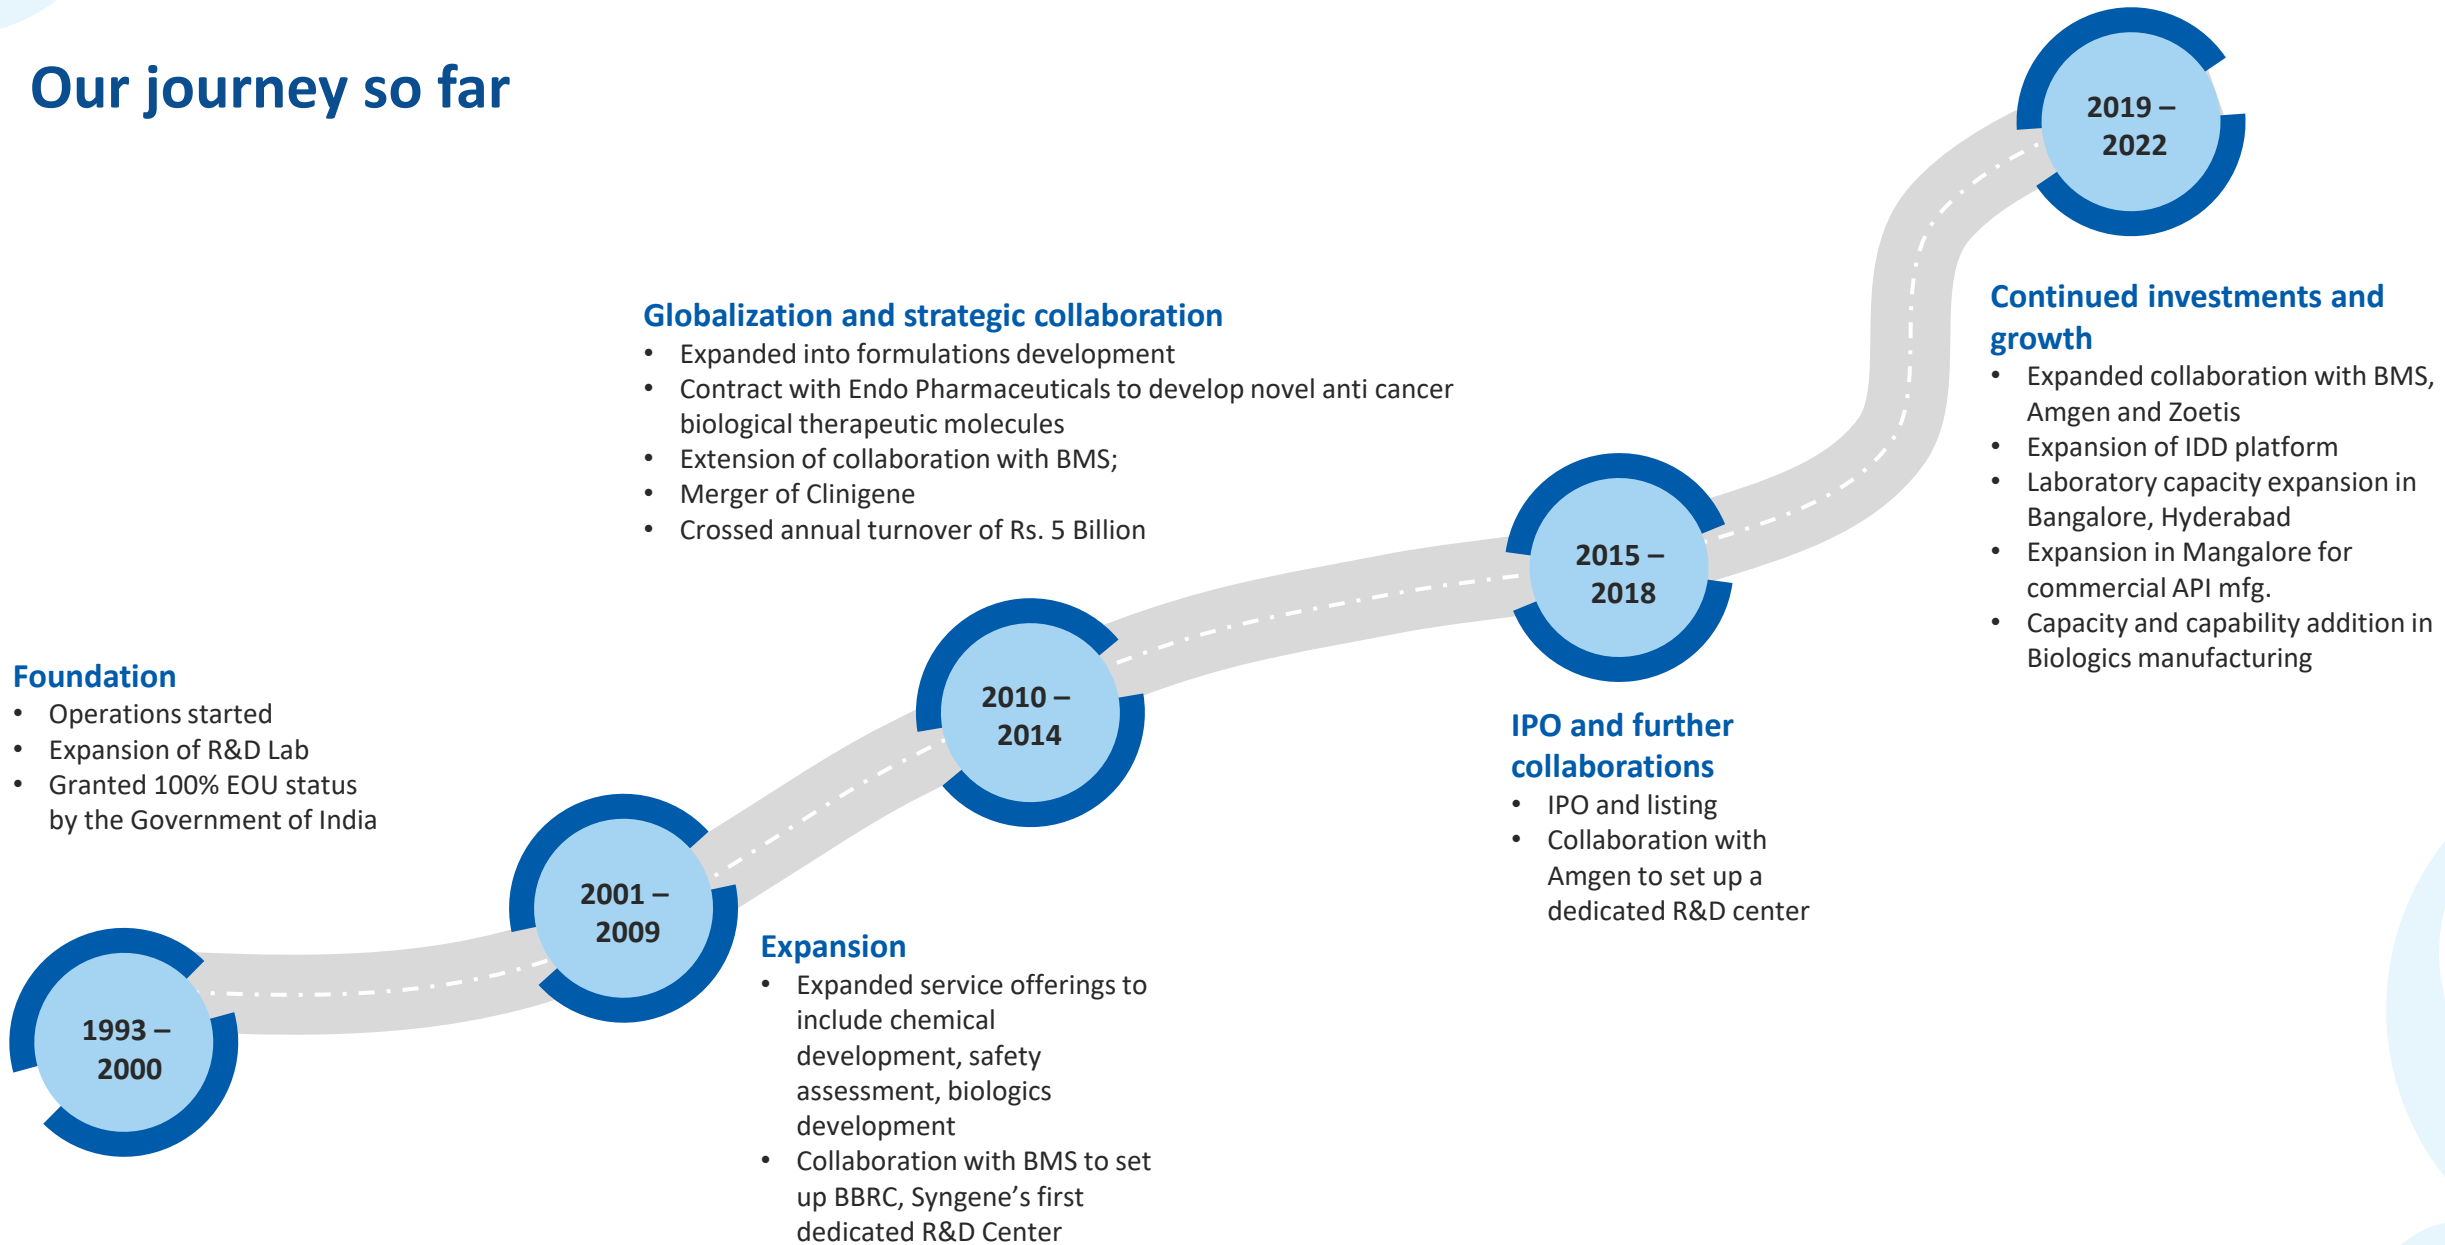 Our journey so far
1993 –
2000
Foundation
• Operations started
• Expansion of R&D Lab
• Granted 100% EOU status
by the Government of India
2001 –
2009
Expansion
• Expanded service offerings to
include chemical
development, safety
assessment, biologics
development
• Collaboration with BMS to set
up BBRC, Syngene’s first
dedicated R&D Center
2010 –
2014
Globalization and strategic collaboration
• Expanded into formulations development
• Contract with Endo Pharmaceuticals to develop novel anti cancer
biological therapeutic molecules
• Extension of collaboration with BMS;
• Merger of Clinigene
• Crossed annual turnover of Rs. 5 Billion
2015 –
2018
IPO and further
collaborations
• IPO and listing
• Collaboration with
Amgen to set up a
dedicated R&D center
2019 –
2022
Continued investments and
growth
• Expanded collaboration with BMS,
Amgen and Zoetis
• Expansion of IDD platform
• Laboratory capacity expansion in
Bangalore, Hyderabad
• Expansion in Mangalore for
commercial API mfg.
• Capacity and capability addition in
Biologics manufacturing